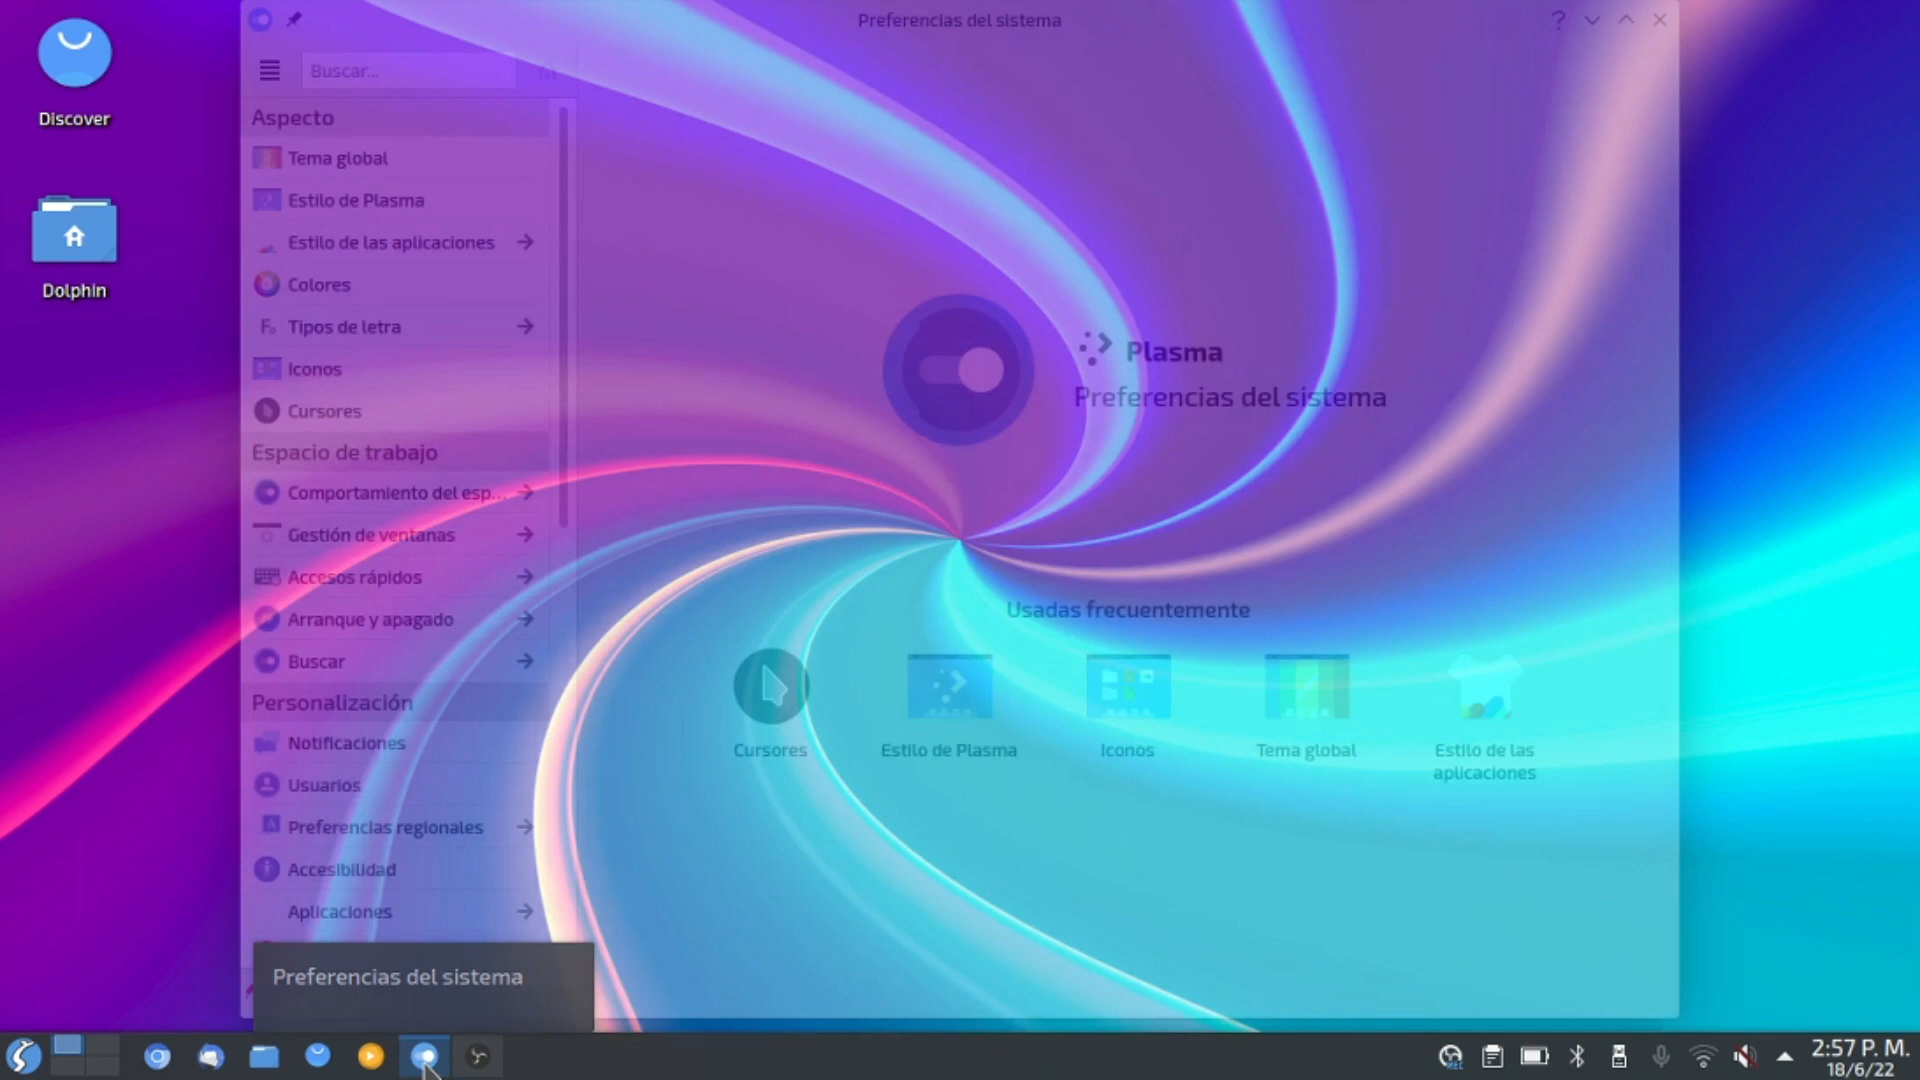 Preferencias del sistema
Discover
Dolphin
Buscar...
Aspecto
Tema global
Estilo de Plasma
Estilo de las aplicaciones
Colores
Tipos de letra
Iconos
Cursores
Espacio de trabajo
Comportamiento del esp...
Gestión de ventanas
Accesos rápidos
Arranque y apagado
Buscar
Personalización
Notificaciones
Usuarios
Preferencias regionales
Accesibilidad
Aplicaciones
Plasma
Preferencias del sistema
Usadas frecuentemente
Cursores
Estilo de Plasma
Iconos
Tema global
Estilo de las
aplicaciones
Preferencias del sistema
REC
2:57 P. M.
18/6/22